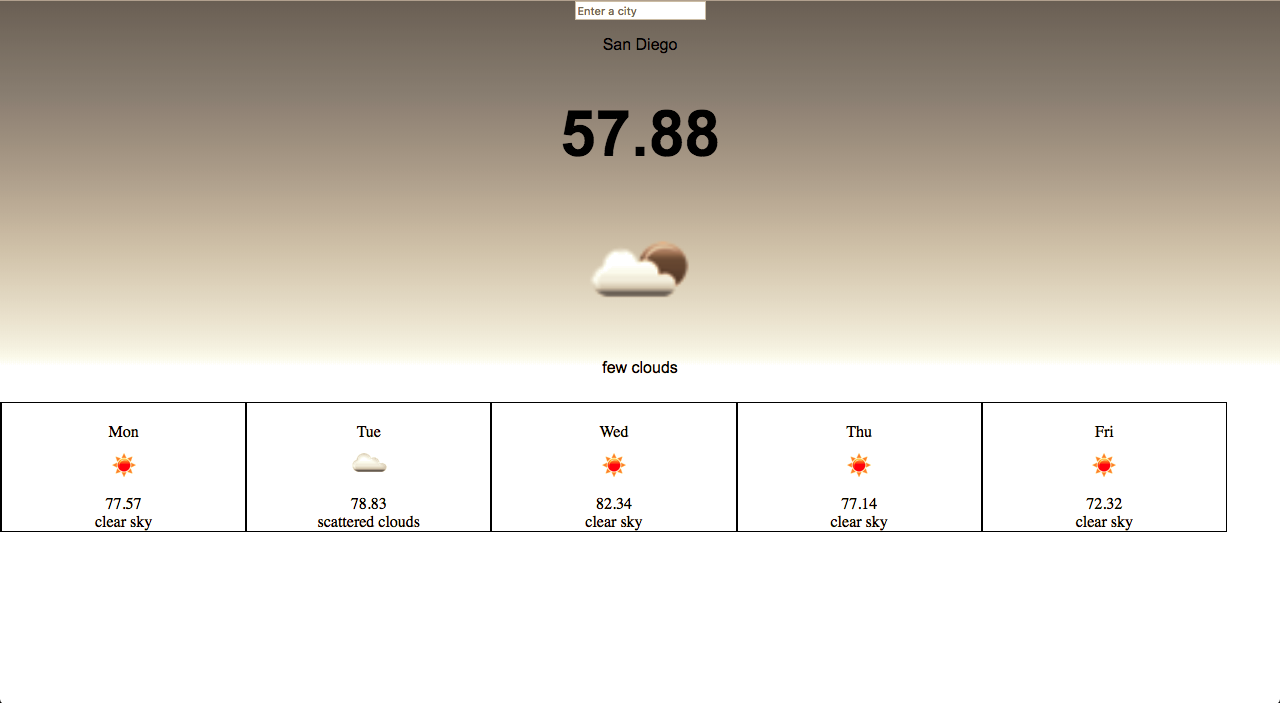 Enter a city
San Diego
57.88
few clouds
Mon
77.57
clear sky
Tue
78.83
scattered clouds
Wed
82.34
clear sky
Thu
77.14
clear sky
Fri
72.32
clear sky